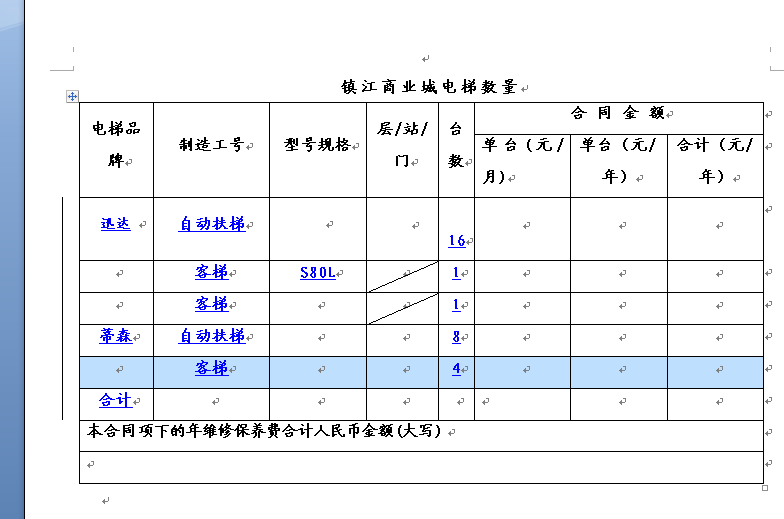 镇江商业城电梯数量
电梯品牌 制造工号 型号规格 层/站/门 台数 合同金额
单台(元/月) 单台(元/年) 合计(元/年)
迅达 自动扶梯 16
客梯 S80L 1
客梯 1
蒂森 自动扶梯 8
客梯 4
合计
本合同项下的年维修保养费合计人民币金额(大写)